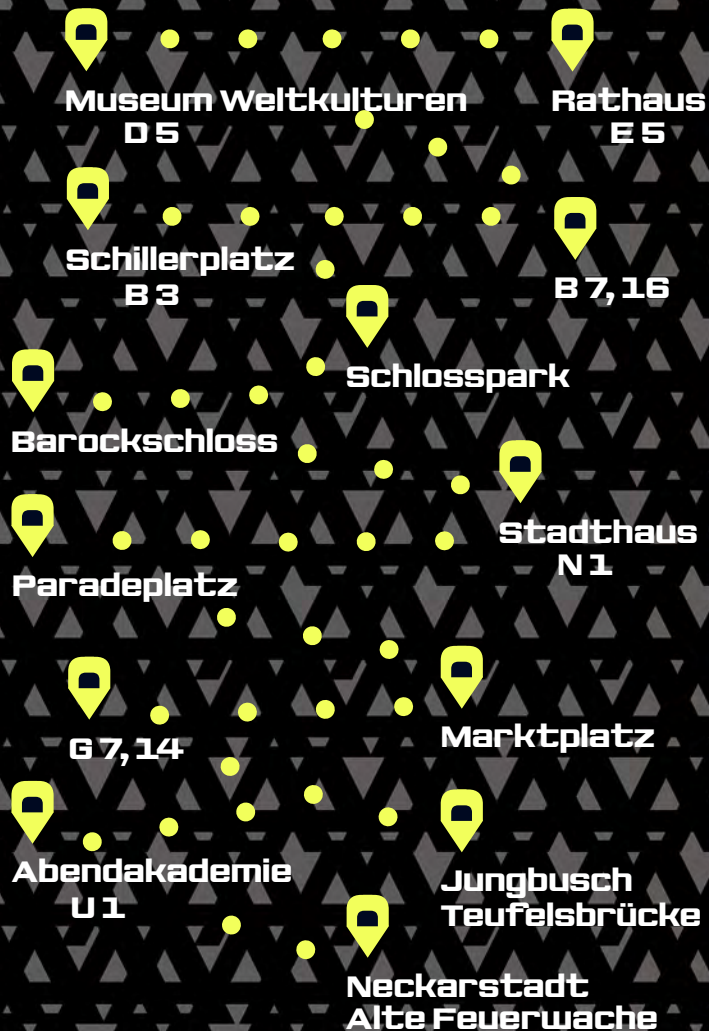 Museum Weltkulturen
D 5
Rathaus
E 5
Schillerplatz
B 3
B 7, 16
Schlosspark
Barockschloss
Stadthaus
N 1
Paradeplatz
Marktplatz
G 7, 14
Abendakademie
U 1
Jungbusch
Teufelsbrücke
Neckarstadt
Alte Feuerwache